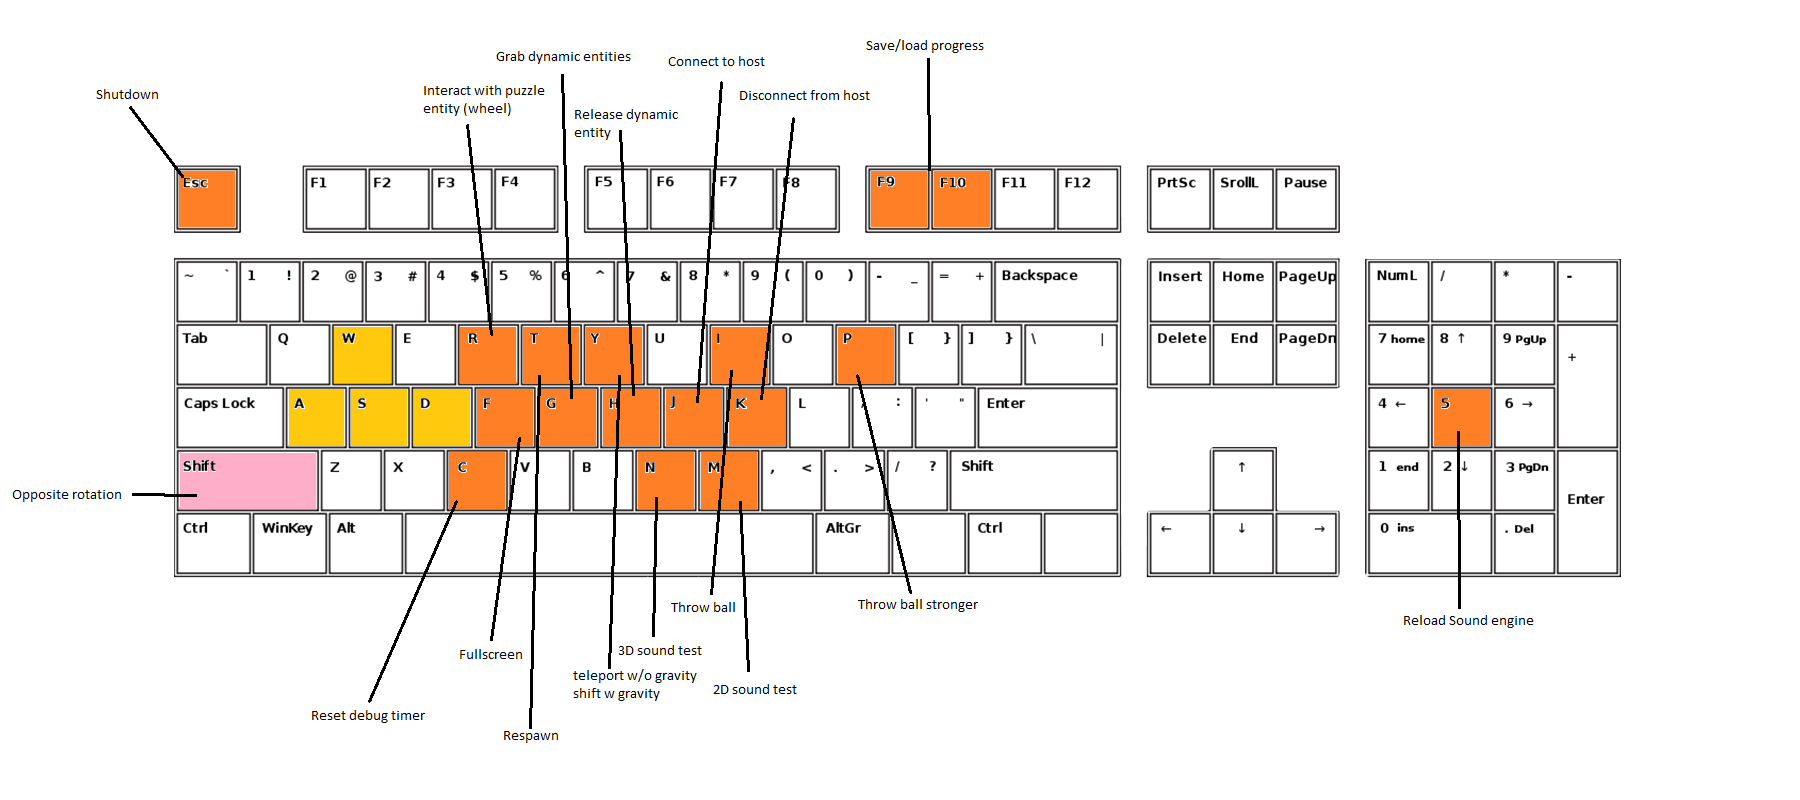 Save/load progress
Grab dynamic entities
Connect to host
Shutdown
Interact with puzzle
entity (wheel)
Disconnect from host
Release dynamic
entity
Esc F1 F2 F3 F4 F5 F6 F7 F8 F9 F10 F11 F12 PrtSc SrollL Pause
~ ` 1 ! 2 @ 3 # 4 $ 5 % 6 ^ 7 & 8 * 9 ( 0 ) - _ = + Backspace Insert Home PageUp NumL / * -
Tab Q W E R T Y U I O P [ } ] } \ | Delete End PageDn 7 home 8 ↑ 9 PgUp
+
Caps Lock A S D F G H J K L : ' " Enter 4 ← 5 6 →
Shift Z X C V B N M , < . > / ? Shift ↑ 1 end 2 ↓ 3 PgDn
Enter
Opposite rotation
Ctrl WinKey Alt AltGr Ctrl ← ↓ → 0 ins . Del
Throw ball
Throw ball stronger
Reload Sound engine
Fullscreen
3D sound test
teleport w/o gravity
shift w gravity
2D sound test
Reset debug timer
Respawn